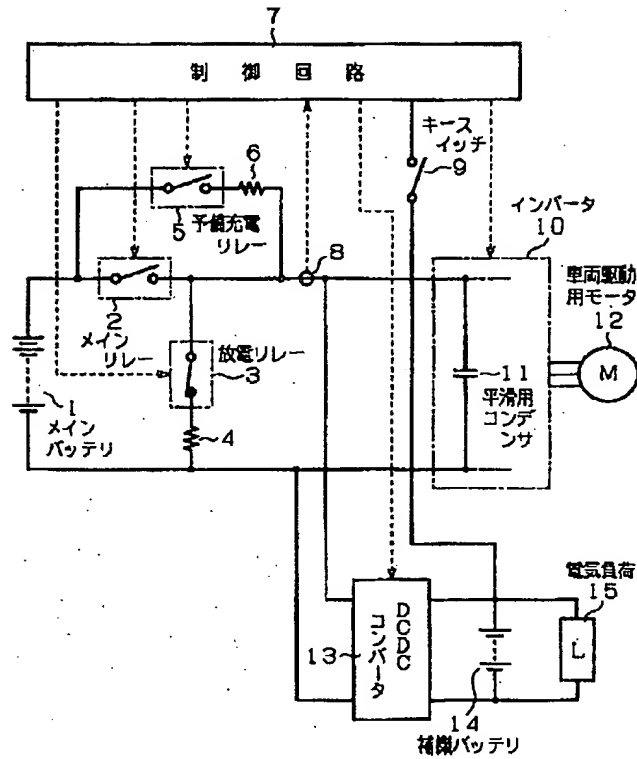 7
制御回路
キース
イッチ
9
6
5
予備充電
リレー
インバータ
10
8
車両駆動
用モータ
12
M
2
メイン
リレー
放電リレー
3
11
平滑用
コンデ
ンサ
1
メイン
バッテリ
4
電気負荷
15
13
DCDC
コンバータ
L
14
補機バッテリ